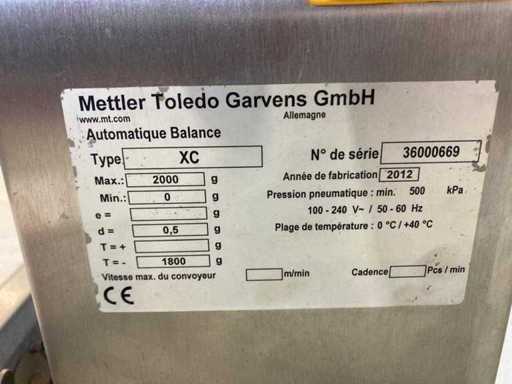 Mettler Toledo Garvens GmbH
www.mt.com Allemagne
Automatique Balance
Type XC N° de série 36000669
Max.: 2000 g Année de fabrication 2012
Min.: 0 g Pression pneumatique : min. 500 kPa
e = g 100 - 240 V~ / 50 - 60 Hz
d = 0,5 g Plage de température : 0 °C / +40 °C
T = + g
T = - 1800 g
Vitesse max. du convoyeur m/min Cadence Pcs / min
CE